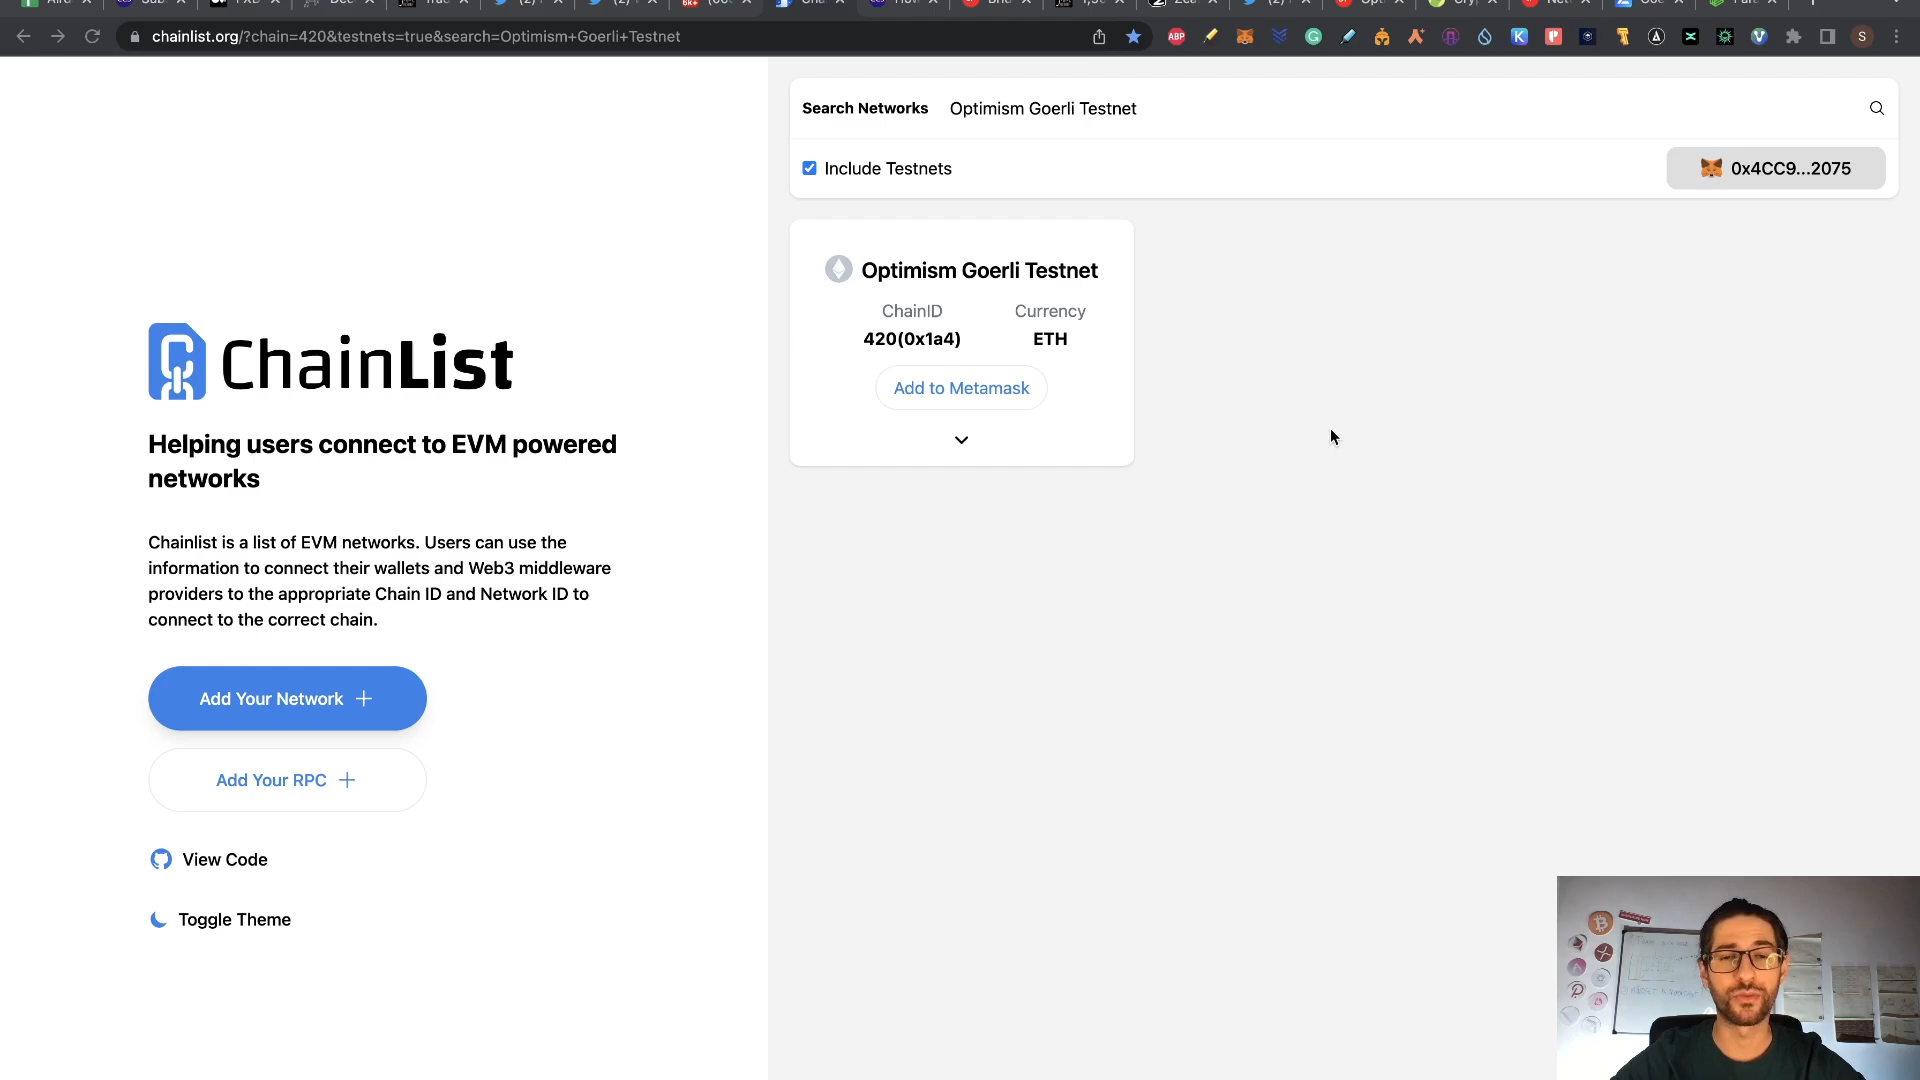 chainlist.org/?chain=420&testnets=true&search=Optimism+Goerli+Testnet
Search Networks Optimism Goerli Testnet
Include Testnets
0x4CC9...2075
Optimism Goerli Testnet
ChainID Currency
420(0x1a4) ETH
Add to Metamask
ChainList
Helping users connect to EVM powered
networks
Chainlist is a list of EVM networks. Users can use the
information to connect their wallets and Web3 middleware
providers to the appropriate Chain ID and Network ID to
connect to the correct chain.
Add Your Network
Add Your RPC
View Code
Toggle Theme